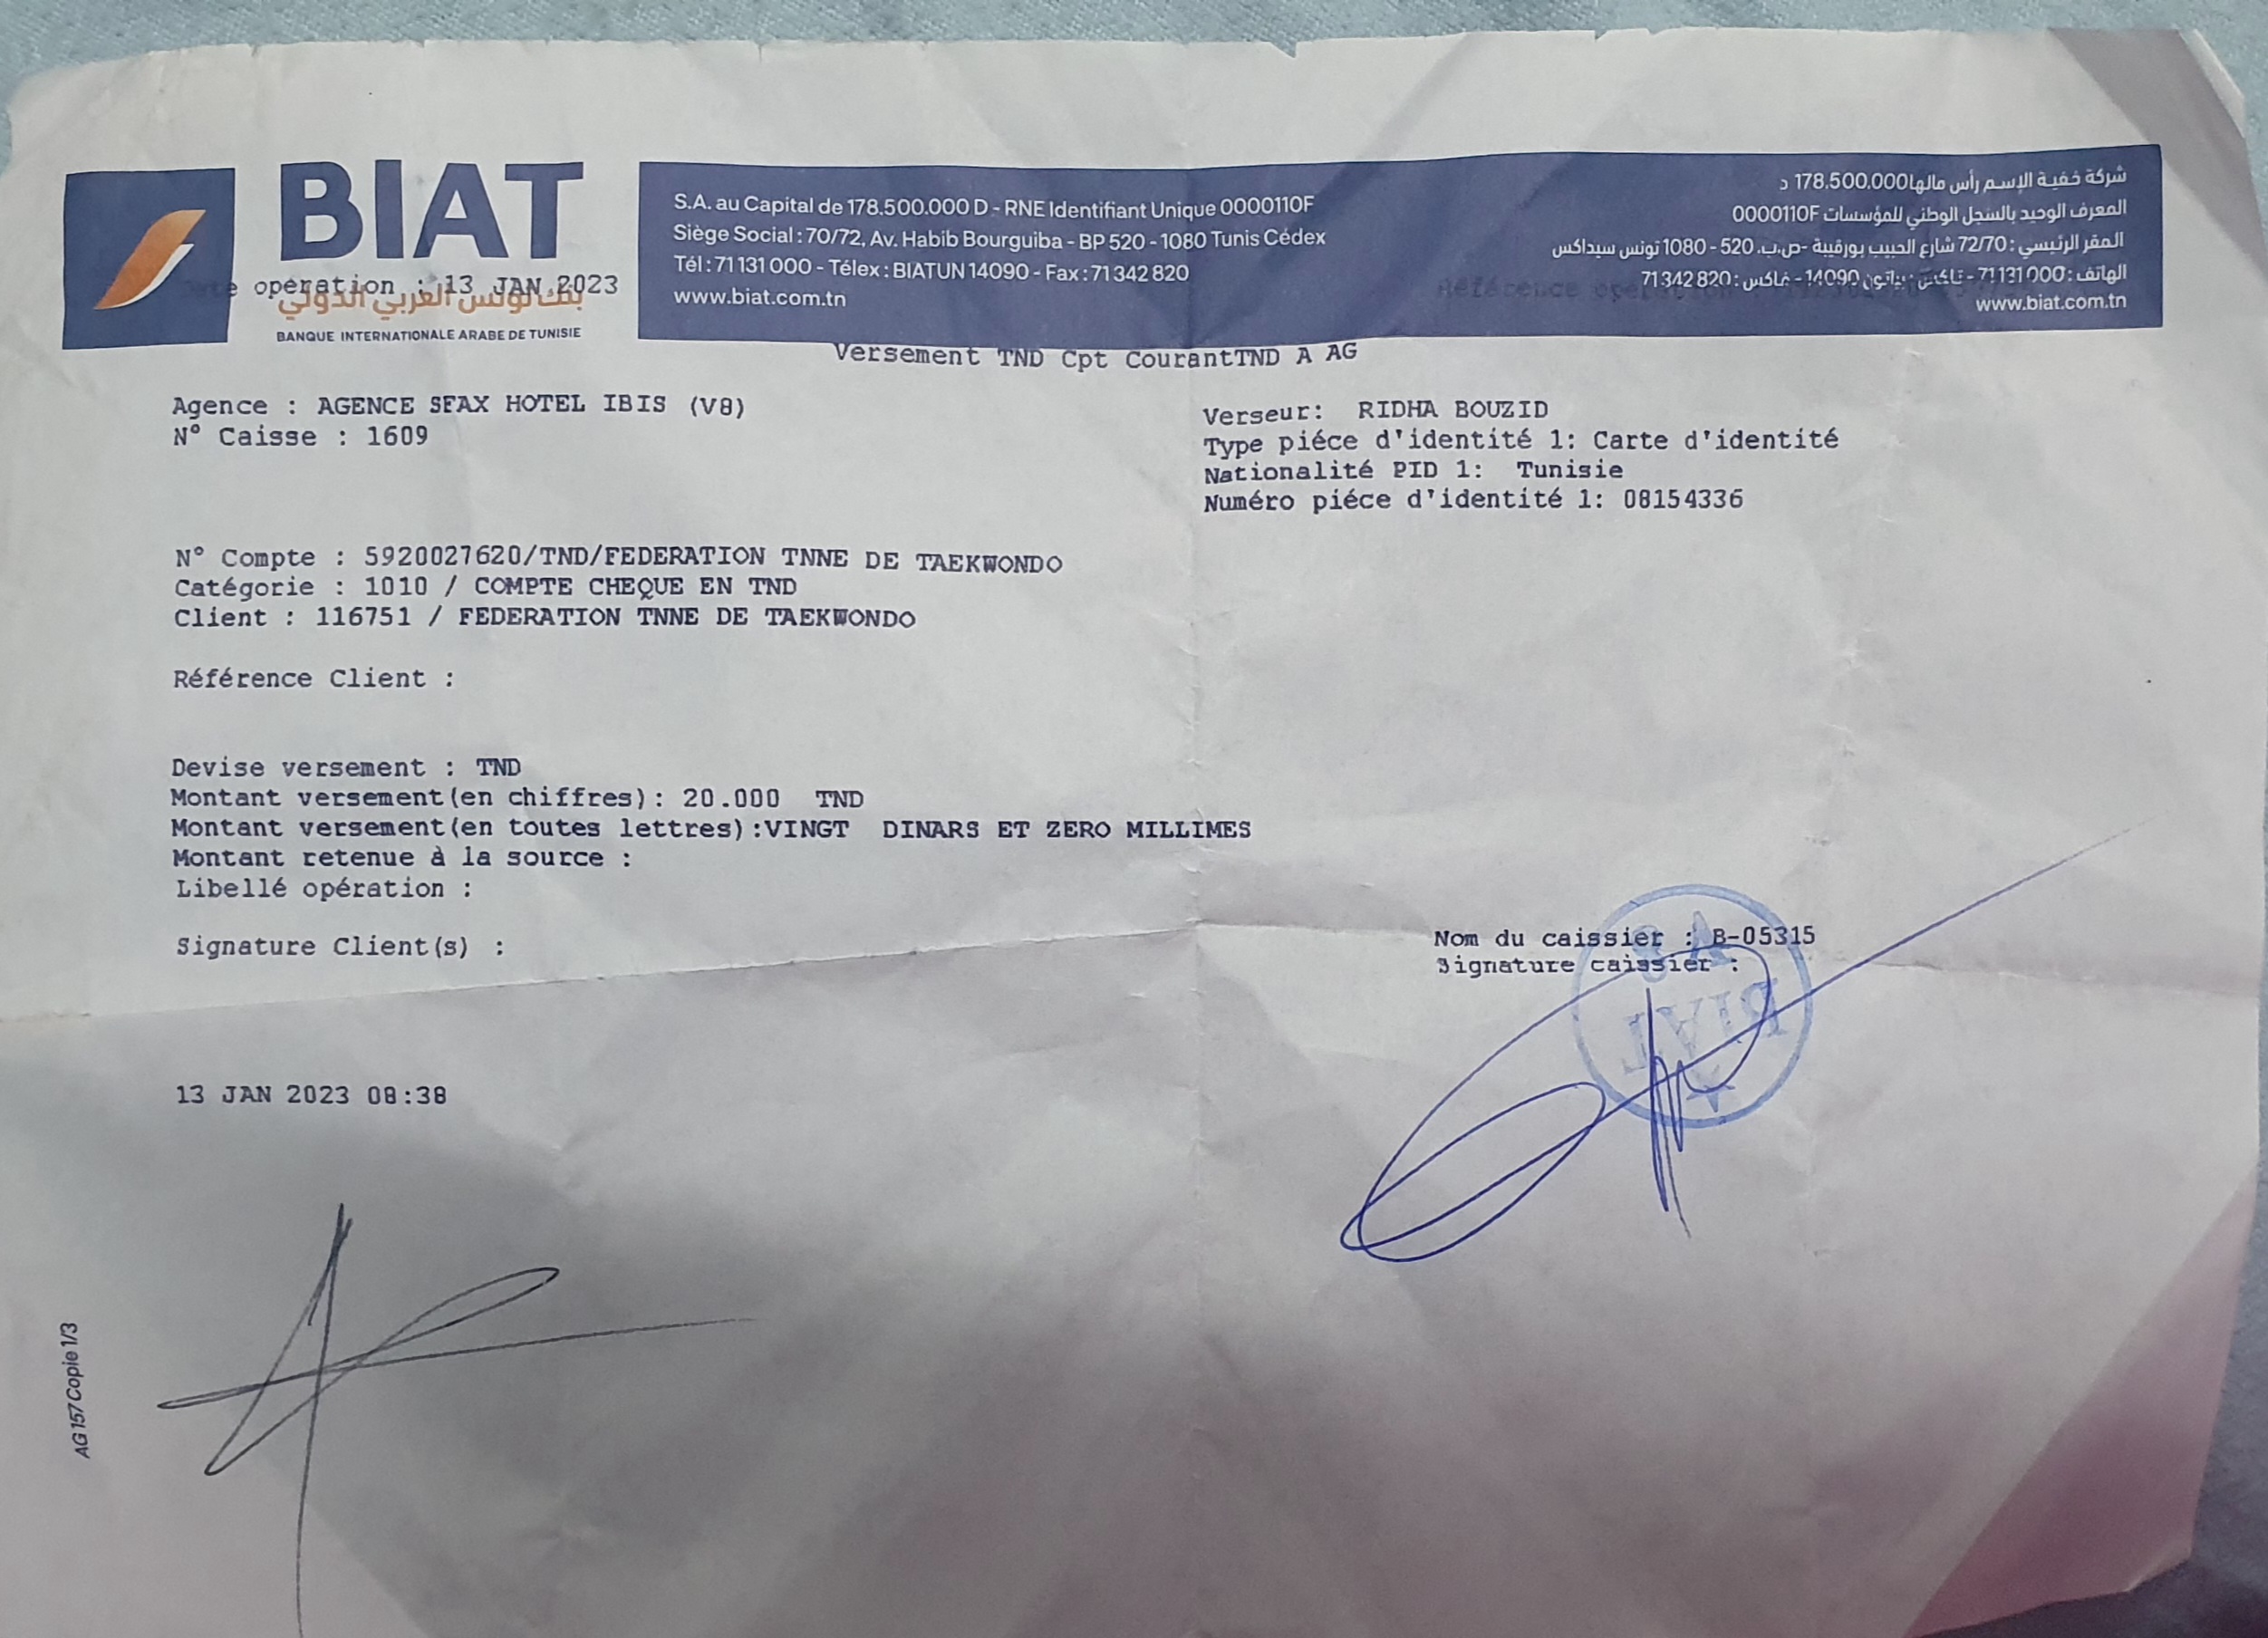 BIAT
opération : 13 JAN 2023
بنك تونس العربي الدولي
BANQUE INTERNATIONALE ARABE DE TUNISIE
S.A. au Capital de 178.500.000 D - RNE Identifiant Unique 0000110F
Siège Social : 70/72, Av. Habib Bourguiba - BP 520 - 1080 Tunis Cédex
Tél : 71 131 000 - Télex : BIATUN 14090 - Fax : 71 342 820
www.biat.com.tn
شركة خفية الإسم رأس مالها 178.500.000 د
المعرف الوحيد بالسجل الوطني للمؤسسات 0000110F
المقر الرئيسي : 72/70 شارع الحبيب بورقيبة -ص.ب. 520 - 1080 تونس سيداكس
الهاتف : 71131000 - تلكس : بياتون 14090 - فاكس : 71342820
www.biat.com.tn
Référence opération :
Versement TND Cpt CourantTND A AG
Agence : AGENCE SFAX HOTEL IBIS (V8)
N° Caisse : 1609
Verseur: RIDHA BOUZID
Type piéce d'identité 1: Carte d'identité
Nationalité PID 1: Tunisie
Numéro piéce d'identité 1: 08154336
N° Compte : 5920027620/TND/FEDERATION TNNE DE TAEKWONDO
Catégorie : 1010 / COMPTE CHEQUE EN TND
Client : 116751 / FEDERATION TNNE DE TAEKWONDO
Référence Client :
Devise versement : TND
Montant versement(en chiffres): 20.000 TND
Montant versement(en toutes lettres):VINGT DINARS ET ZERO MILLIMES
Montant retenue à la source :
Libellé opération :
Signature Client(s) :
Nom du caissier : B-05315
Signature caissier :
BIAT
13 JAN 2023 08:38
AG 157 Copie 1/3